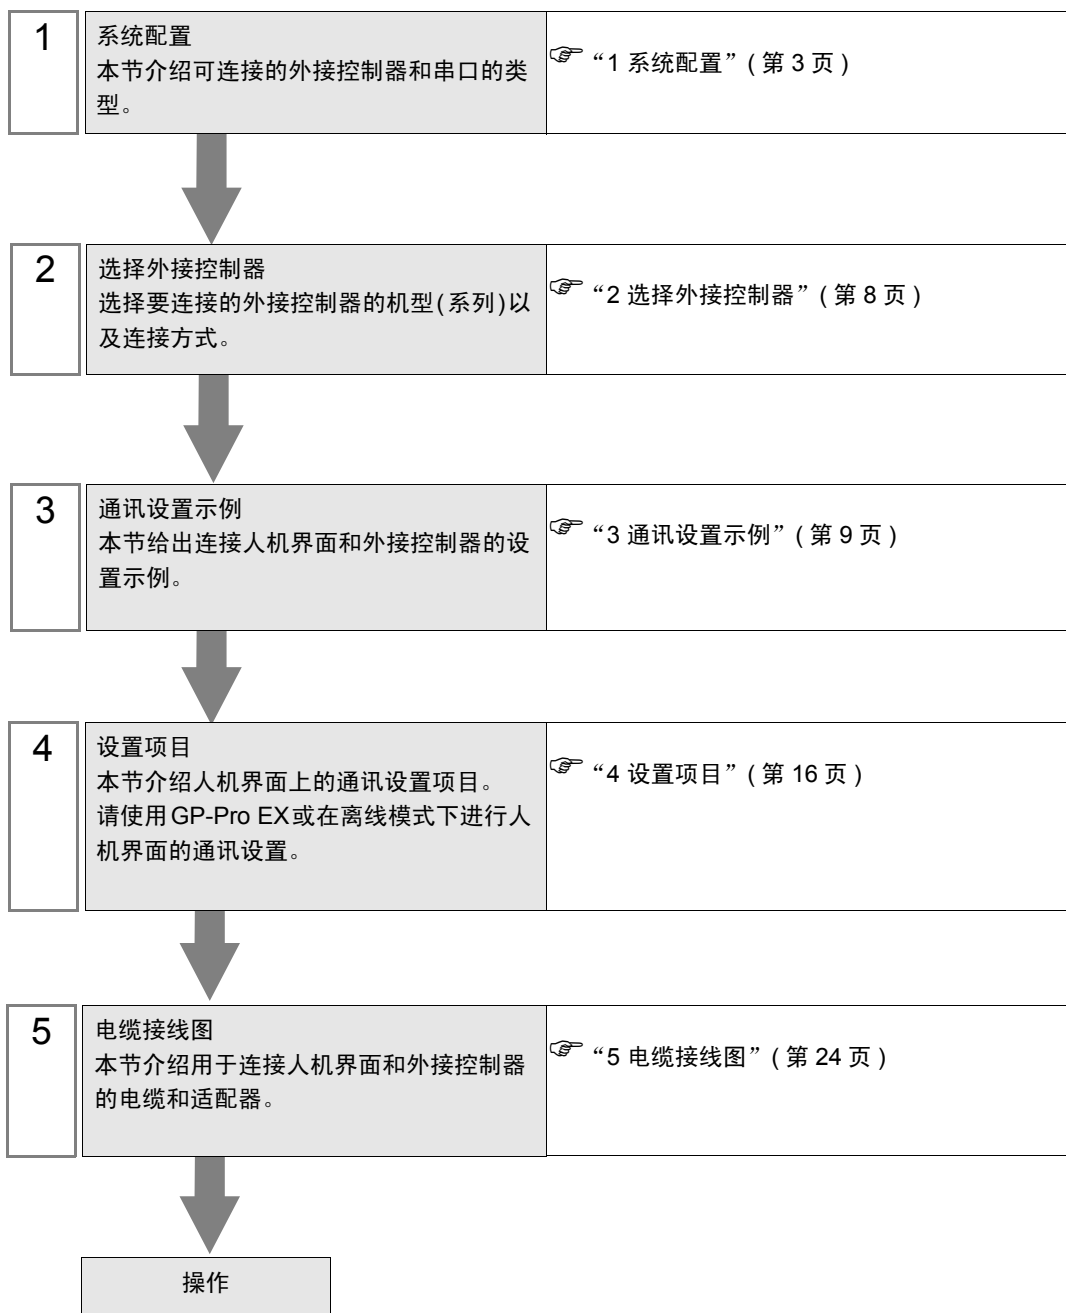 1
系统配置
本节介绍可连接的外接控制器和串口的类
型。
☞ “1 系统配置” ( 第 3 页 )
2
选择外接控制器
选择要连接的外接控制器的机型(系列)以
及连接方式。
☞ “2 选择外接控制器” ( 第 8 页 )
3
通讯设置示例
本节给出连接人机界面和外接控制器的设
置示例。
☞ “3 通讯设置示例” ( 第 9 页 )
4
设置项目
本节介绍人机界面上的通讯设置项目。
请使用GP-Pro EX或在离线模式下进行人
机界面的通讯设置。
☞ “4 设置项目” ( 第 16 页 )
5
电缆接线图
本节介绍用于连接人机界面和外接控制器
的电缆和适配器。
☞ “5 电缆接线图” ( 第 24 页 )
操作